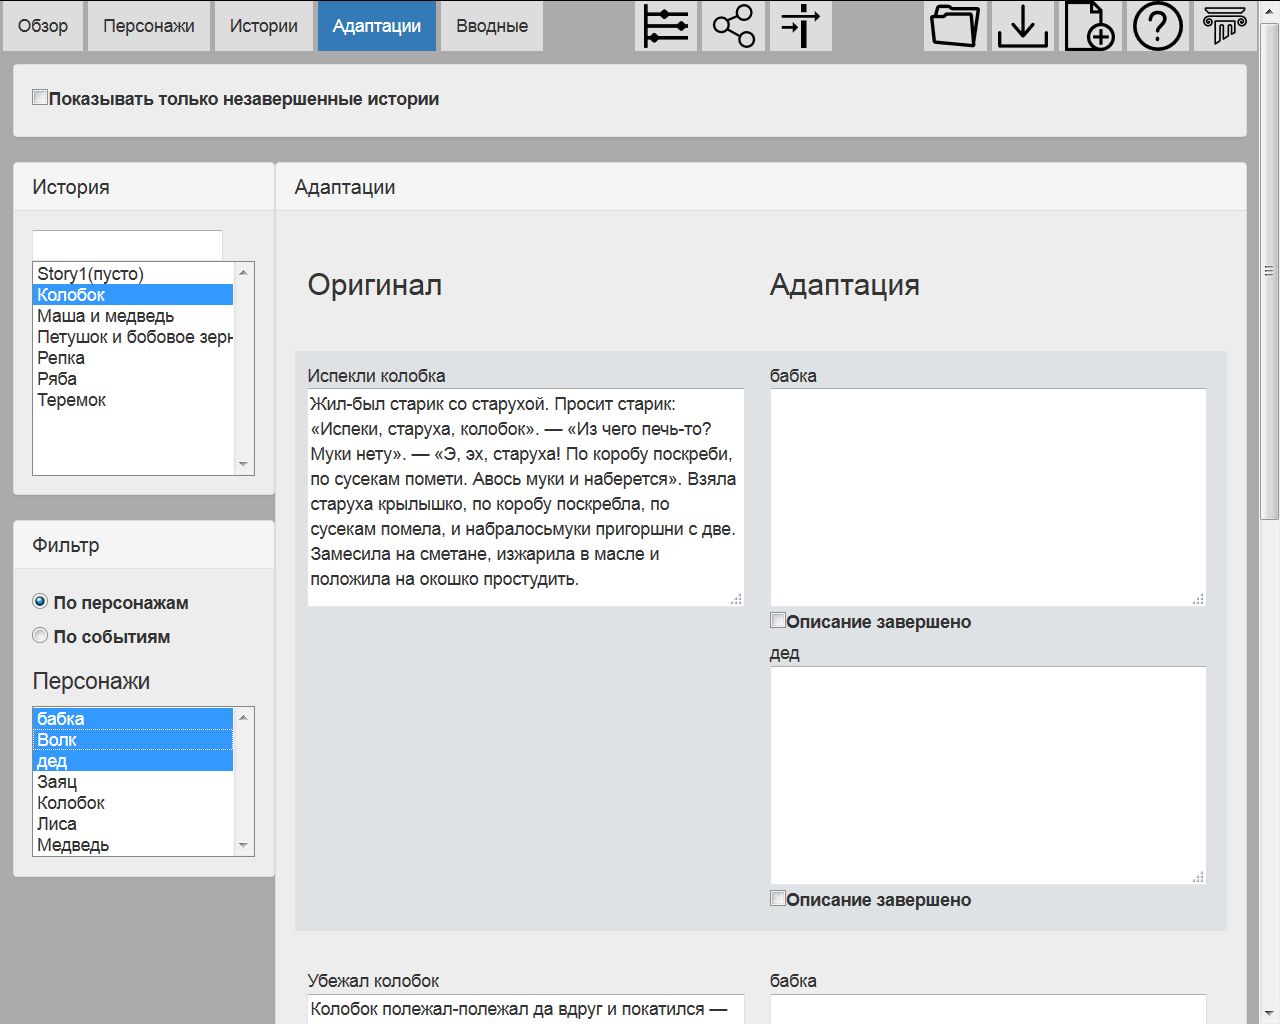 Обзор
Персонажи
Истории
Адаптации
Вводные
Показывать только незавершенные истории
История
Story1(пусто)
Колобок
Маша и медведь
Петушок и бобовое зерн
Репка
Ряба
Теремок
Фильтр
По персонажам
По событиям
Персонажи
бабка
Волк
дед
Заяц
Колобок
Лиса
Медведь
Адаптации
Оригинал
Адаптация
Испекли колобка
Жил-был старик со старухой. Просит старик:
«Испеки, старуха, колобок». — «Из чего печь-то?
Муки нету». — «Э, эх, старуха! По коробу поскреби,
по сусекам помети. Авось муки и наберется». Взяла
старуха крылышко, по коробу поскребла, по
сусекам помела, и набралосьмуки пригоршни с две.
Замесила на сметане, изжарила в масле и
положила на окошко простудить.
бабка
Описание завершено
дед
Описание завершено
Убежал колобок
Колобок полежал-полежал да вдруг и покатился —
бабка